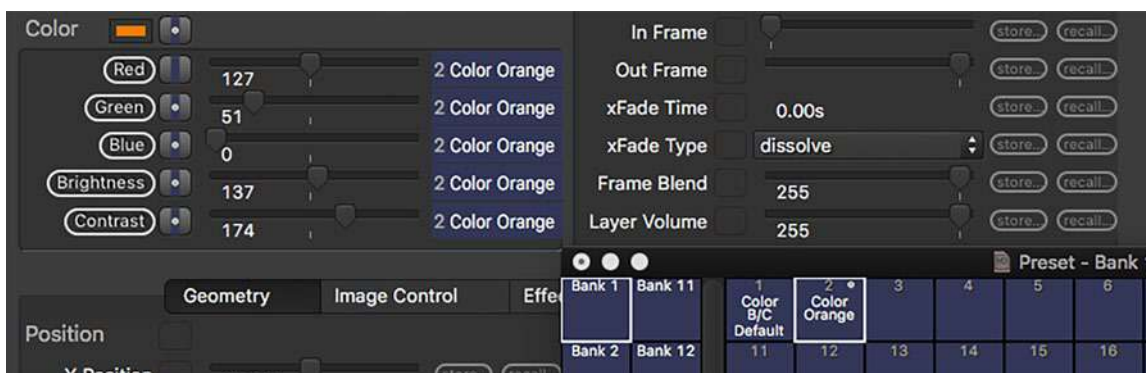 Color
Red 127 2 Color Orange
Green 51 2 Color Orange
Blue 0 2 Color Orange
Brightness 137 2 Color Orange
Contrast 174 2 Color Orange
Geometry Image Control
Position
In Frame store... recall...
Out Frame store... recall...
xFade Time 0.00s store... recall...
xFade Type dissolve store... recall...
Frame Blend 255 store... recall...
Layer Volume 255 store... recall...
Preset - Bank
Bank 1 Bank 11 1 2 3 4 5 6
Color B/C Default
Color Orange
Bank 2 Bank 12 11 12 13 14 15 16